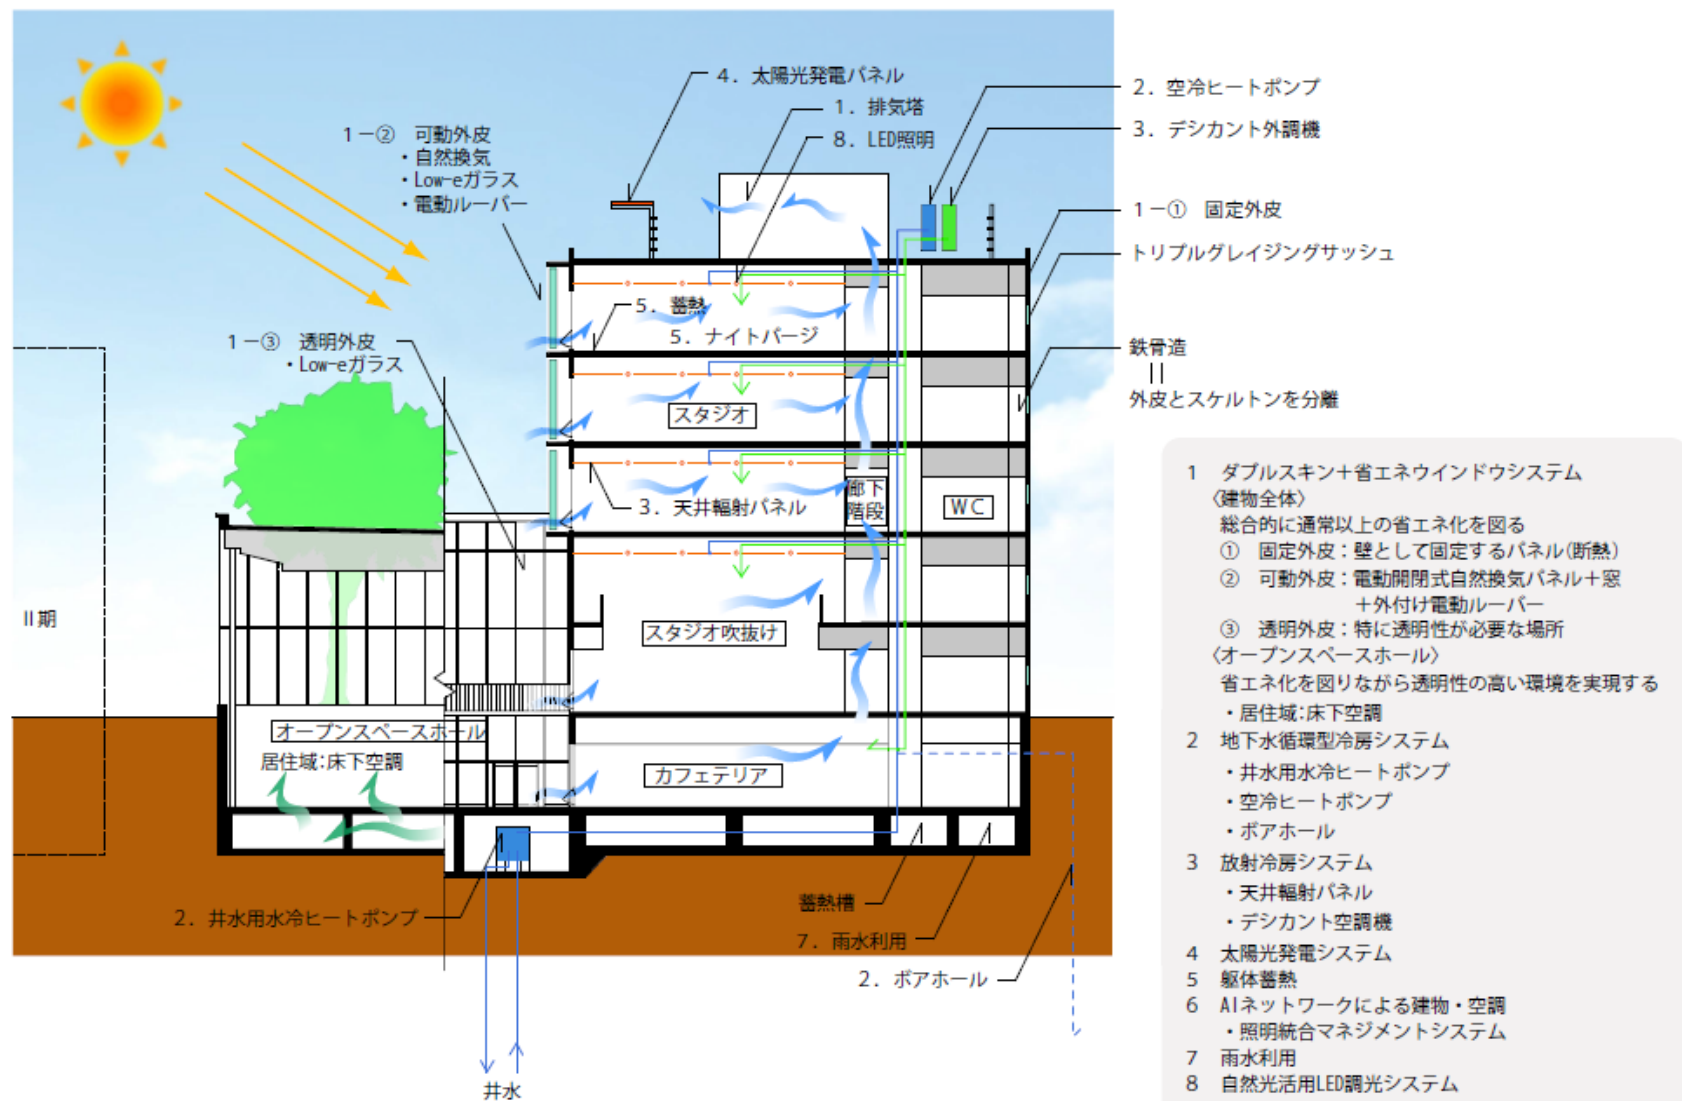 4. 太陽光発電パネル
1. 排気塔
8. LED照明
1－② 可動外皮
・自然換気
・Low-eガラス
・電動ルーバー
2. 空冷ヒートポンプ
3. デシカント外調機
1－① 固定外皮
トリプルグレイジングサッシュ
鉄骨造
||
外皮とスケルトンを分離
5. 蓄熱
5. ナイトパージ
1－③ 透明外皮
・Low-eガラス
スタジオ
3. 天井輻射パネル
廊下
階段
WC
Ⅱ期
スタジオ吹抜け
オープンスペースホール
居住域:床下空調
カフェテリア
2. 井水用水冷ヒートポンプ
蓄熱槽
7. 雨水利用
2. ボアホール
井水
1 ダブルスキン＋省エネウインドウシステム
〈建物全体〉
総合的に通常以上の省エネ化を図る
① 固定外皮：壁として固定するパネル(断熱)
② 可動外皮：電動開閉式自然換気パネル＋窓
＋外付け電動ルーバー
③ 透明外皮：特に透明性が必要な場所
〈オープンスペースホール〉
省エネ化を図りながら透明性の高い環境を実現する
・居住域:床下空調
2 地下水循環型冷房システム
・井水用水冷ヒートポンプ
・空冷ヒートポンプ
・ボアホール
3 放射冷房システム
・天井輻射パネル
・デシカント空調機
4 太陽光発電システム
5 躯体蓄熱
6 AIネットワークによる建物・空調
・照明統合マネジメントシステム
7 雨水利用
8 自然光活用LED調光システム